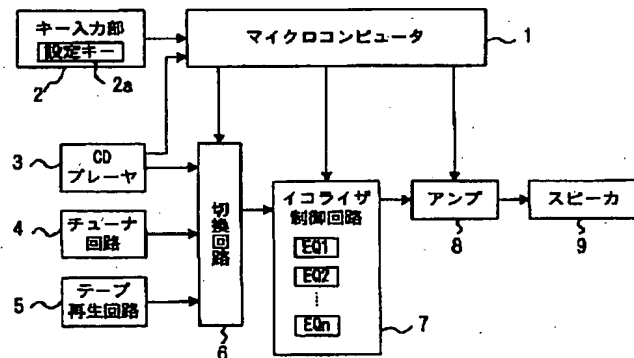 キー入力部
設定キー
2
2a
マイクロコンピュータ
1
3
CD
プレーヤ
4
チューナ
回路
5
テープ
再生回路
切換回路
6
イコライザ
制御回路
EQ1
EQ2
EQn
7
アンプ
8
スピーカ
9